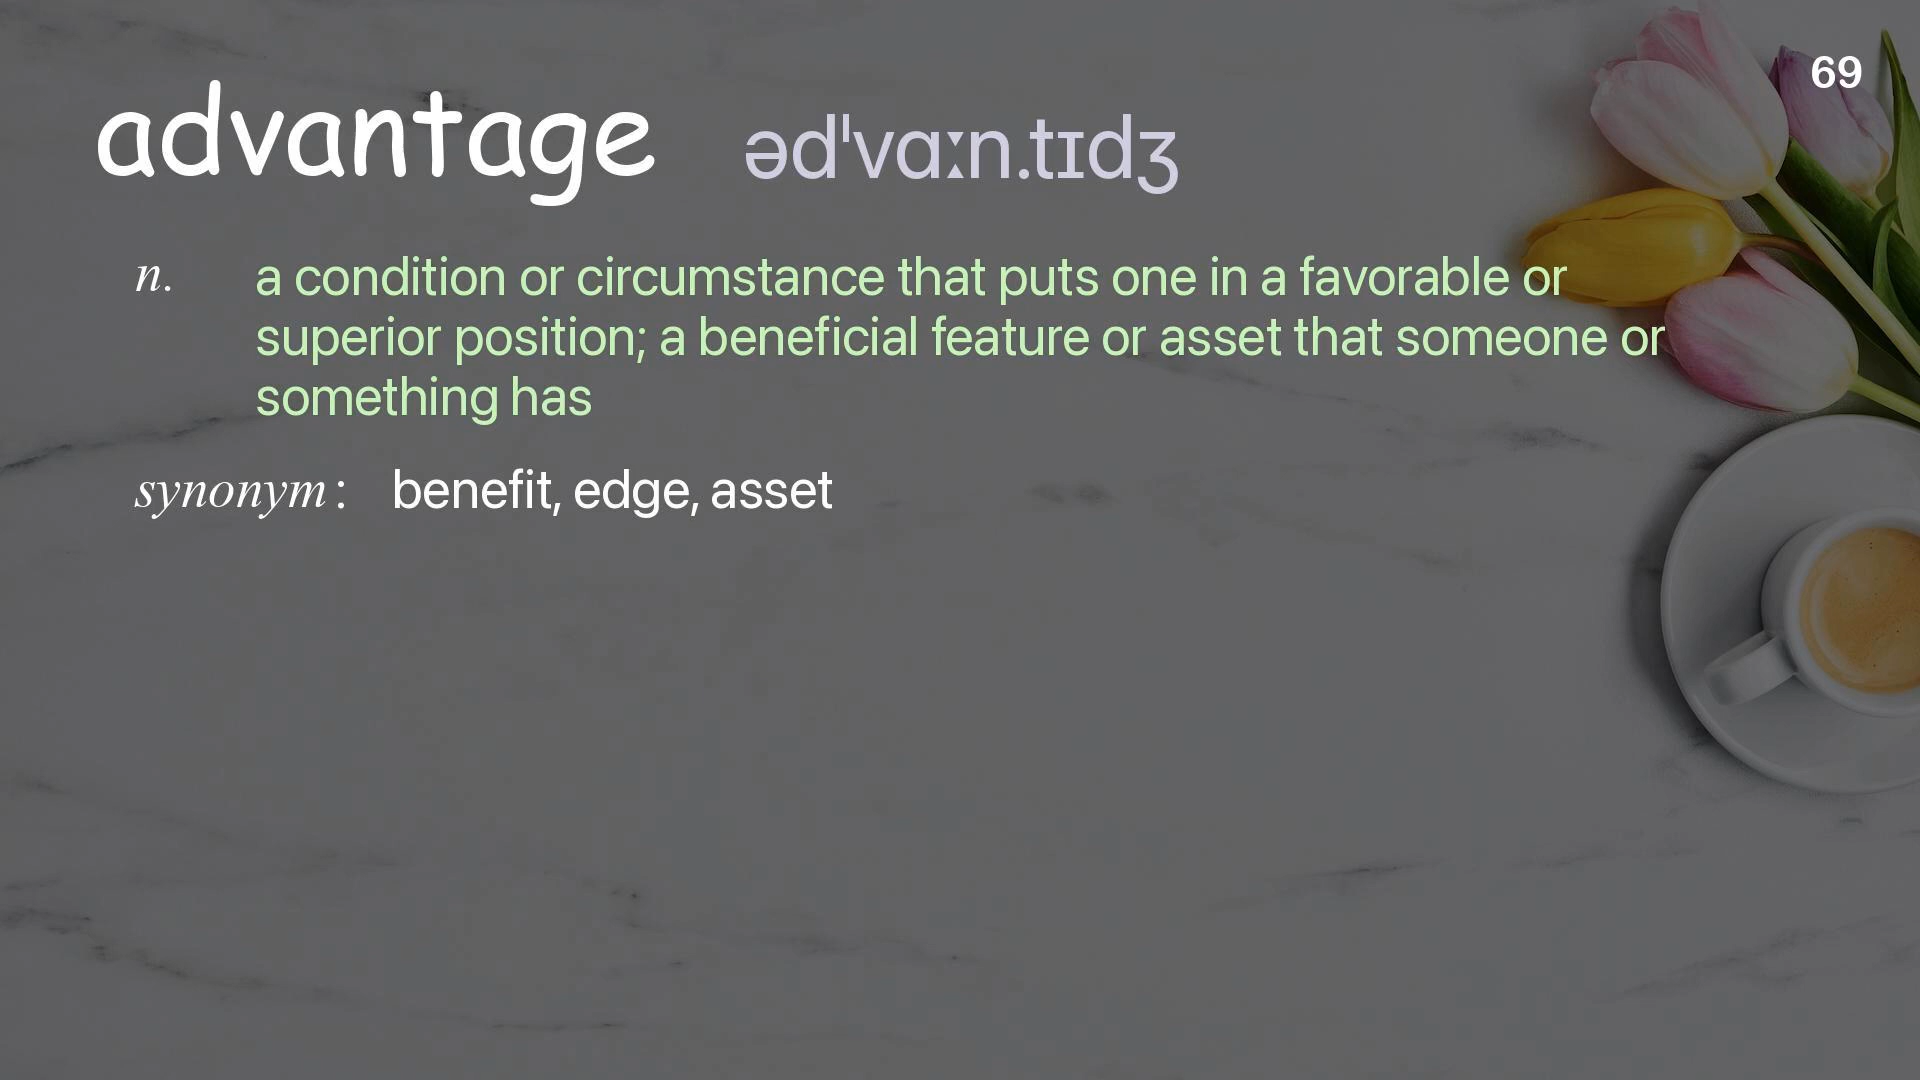 69
advantage ədˈvɑːn.tɪdʒ
n. a condition or circumstance that puts one in a favorable or
superior position; a beneficial feature or asset that someone or
something has
synonym : benefit, edge, asset